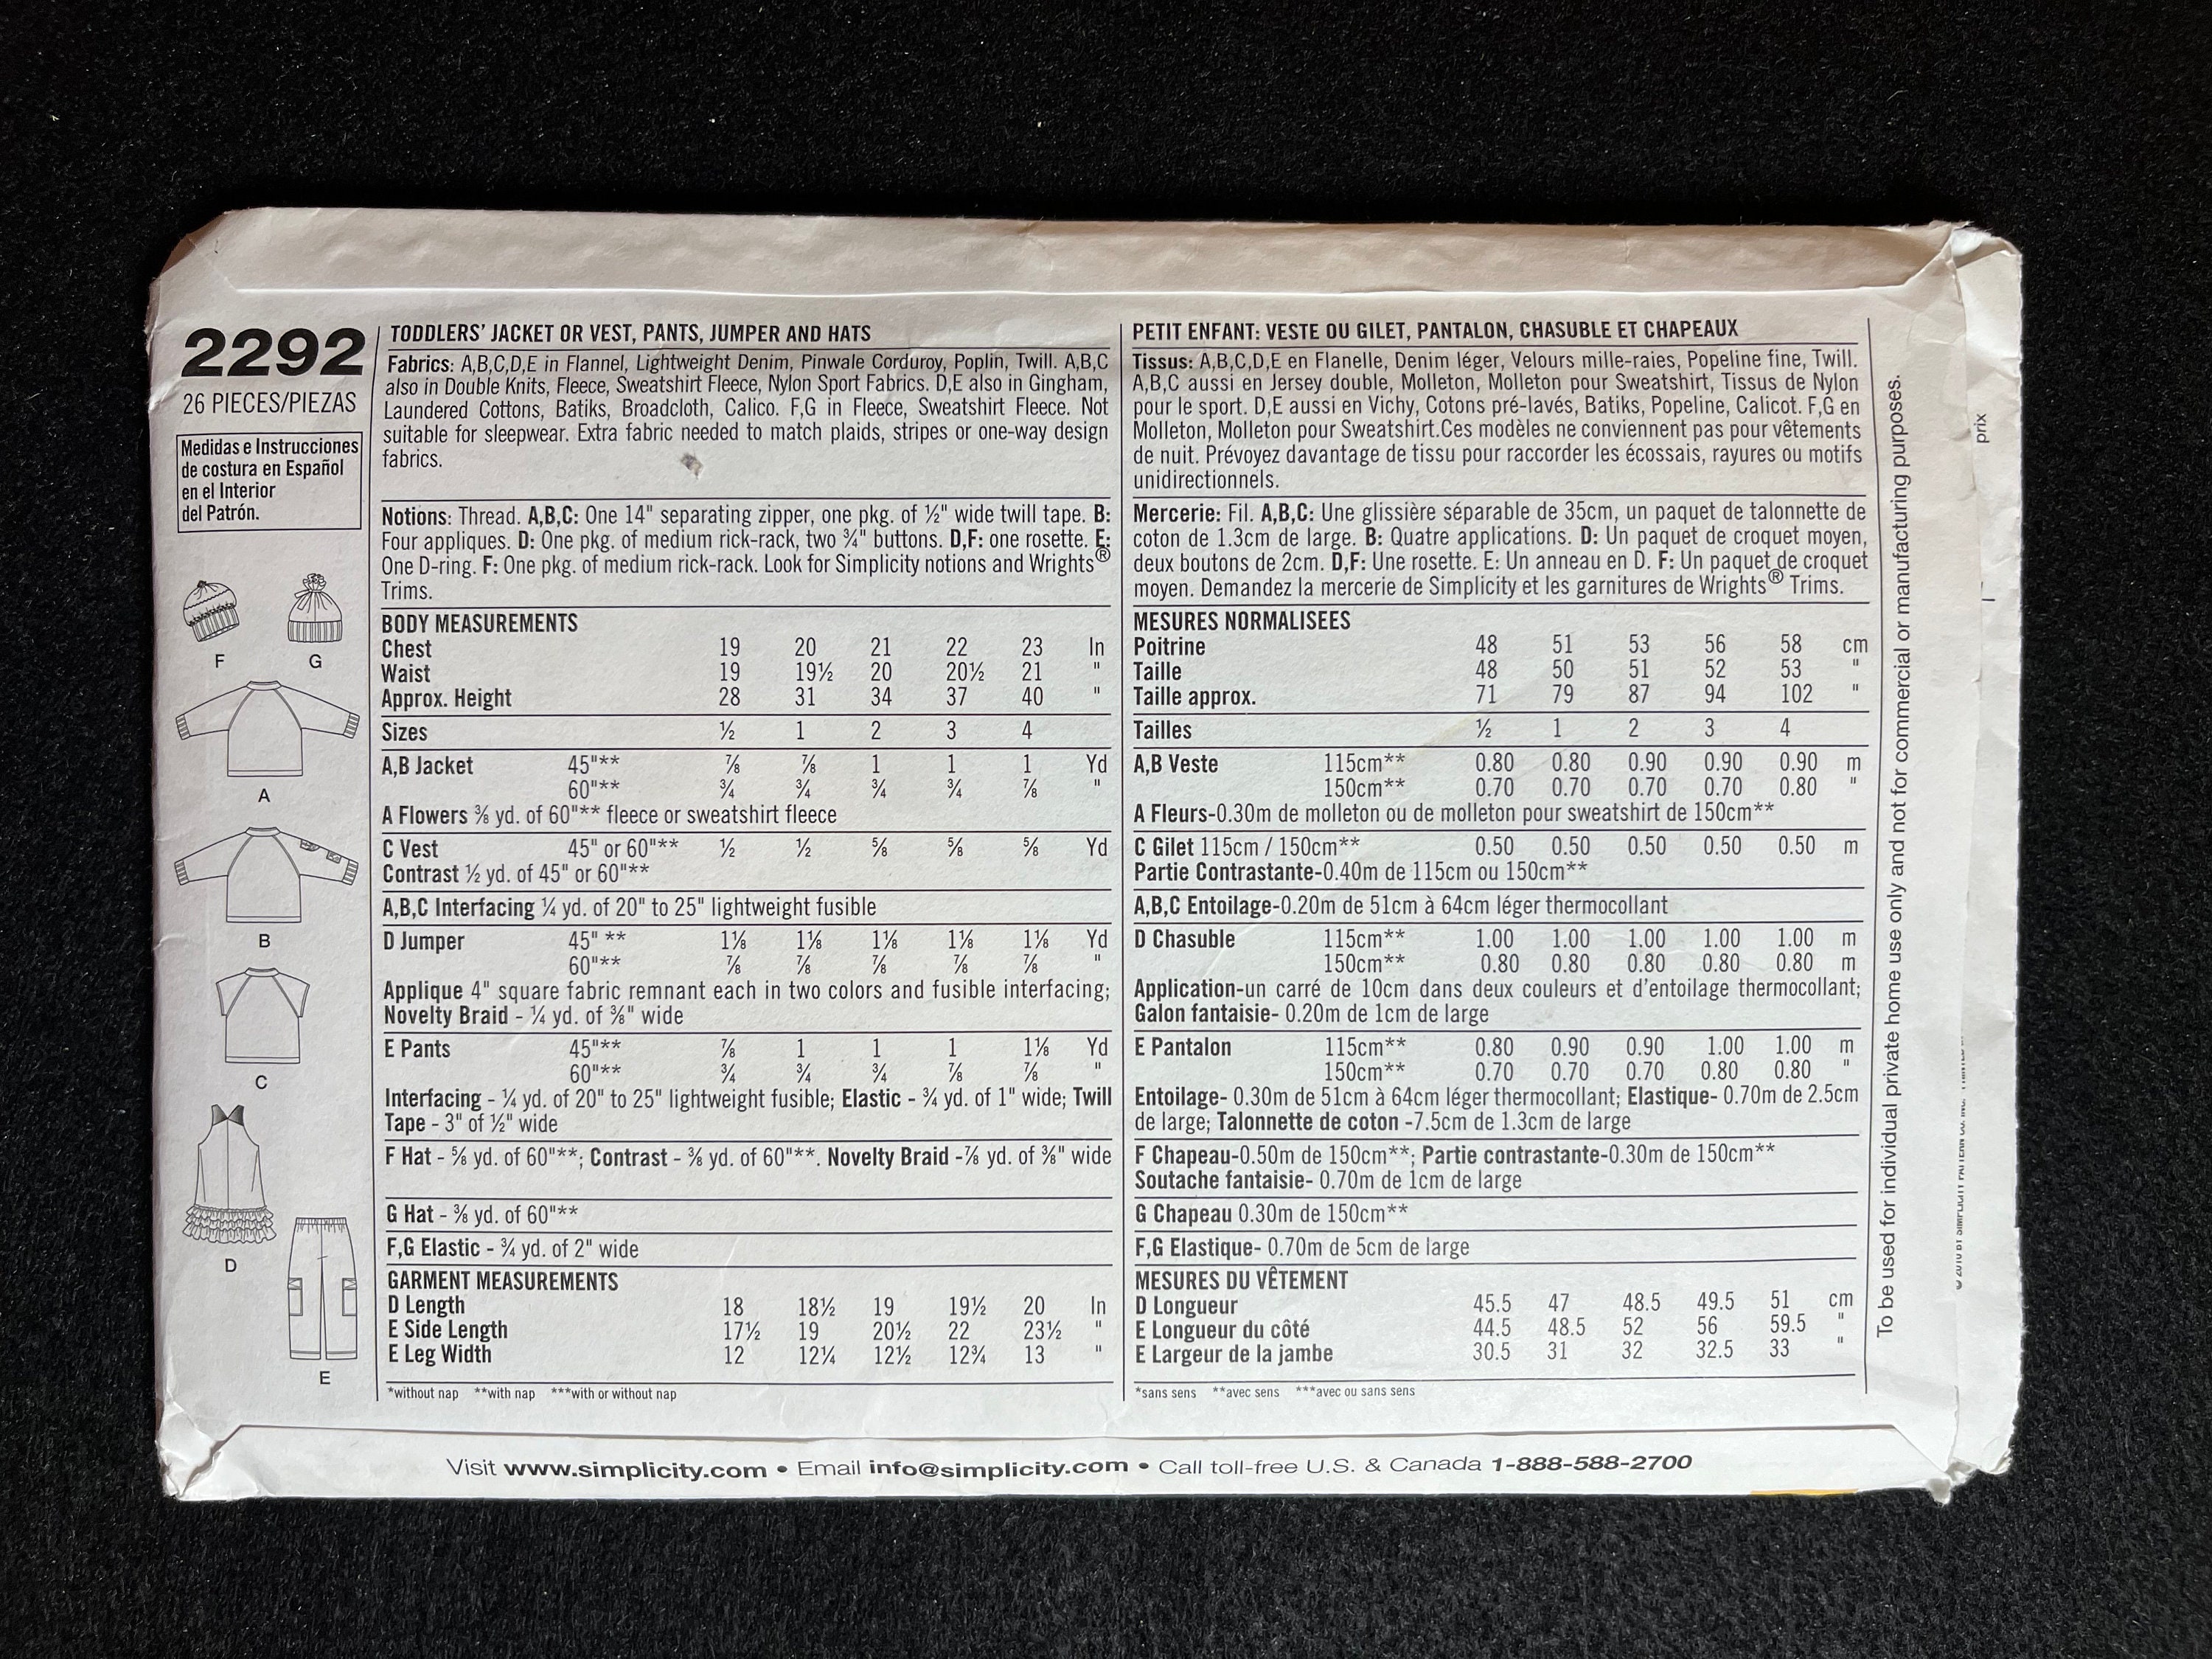 2292
26 PIECES/PIEZAS
Medidas e Instrucciones
de costura en Español
en el Interior
del Patrón.
F
G
A
B
C
D
E
TODDLERS' JACKET OR VEST, PANTS, JUMPER AND HATS
Fabrics: A,B,C,D,E in Flannel, Lightweight Denim, Pinwale Corduroy, Poplin, Twill. A,B,C
also in Double Knits, Fleece, Sweatshirt Fleece, Nylon Sport Fabrics. D,E also in Gingham,
Laundered Cottons, Batiks, Broadcloth, Calico. F,G in Fleece, Sweatshirt Fleece. Not
suitable for sleepwear. Extra fabric needed to match plaids, stripes or one-way design
fabrics.
Notions: Thread. A,B,C: One 14" separating zipper, one pkg. of ½" wide twill tape. B:
Four appliques. D: One pkg. of medium rick-rack, two ¾" buttons. D,F: one rosette. E:
One D-ring. F: One pkg. of medium rick-rack. Look for Simplicity notions and Wrights®
Trims.
BODY MEASUREMENTS
Chest 19 20 21 22 23 In
Waist 19 19½ 20 20½ 21 "
Approx. Height 28 31 34 37 40 "
Sizes ½ 1 2 3 4
A,B Jacket 45"** ⅞ ⅞ 1 1 1 Yd
60"** ¾ ¾ ¾ ¾ ⅞ "
A Flowers ⅜ yd. of 60"** fleece or sweatshirt fleece
C Vest 45" or 60"** ½ ½ ⅝ ⅝ ⅝ Yd
Contrast ½ yd. of 45" or 60"**
A,B,C Interfacing ¼ yd. of 20" to 25" lightweight fusible
D Jumper 45" ** 1⅛ 1⅛ 1⅛ 1⅛ 1⅛ Yd
60"** ⅞ ⅞ ⅞ ⅞ ⅞ "
Applique 4" square fabric remnant each in two colors and fusible interfacing;
Novelty Braid - ¼ yd. of ⅜" wide
E Pants 45"** ⅞ 1 1 1 1⅛ Yd
60"** ¾ ¾ ¾ ⅞ ⅞ "
Interfacing - ¼ yd. of 20" to 25" lightweight fusible; Elastic - ¾ yd. of 1" wide; Twill
Tape - 3" of ½" wide
F Hat - ⅝ yd. of 60"**; Contrast - ⅜ yd. of 60"**. Novelty Braid -⅞ yd. of ⅜" wide
G Hat - ⅜ yd. of 60"**
F,G Elastic - ¾ yd. of 2" wide
GARMENT MEASUREMENTS
D Length 18 18½ 19 19½ 20 In
E Side Length 17½ 19 20½ 22 23½ "
E Leg Width 12 12¼ 12½ 12¾ 13 "
*without nap **with nap ***with or without nap
PETIT ENFANT: VESTE OU GILET, PANTALON, CHASUBLE ET CHAPEAUX
Tissus: A,B,C,D,E en Flanelle, Denim léger, Velours mille-raies, Popeline fine, Twill.
A,B,C aussi en Jersey double, Molleton, Molleton pour Sweatshirt, Tissus de Nylon
pour le sport. D,E aussi en Vichy, Cotons pré-lavés, Batiks, Popeline, Calicot. F,G en
Molleton, Molleton pour Sweatshirt.Ces modèles ne conviennent pas pour vêtements
de nuit. Prévoyez davantage de tissu pour raccorder les écossais, rayures ou motifs
unidirectionnels.
Mercerie: Fil. A,B,C: Une glissière séparable de 35cm, un paquet de talonnette de
coton de 1.3cm de large. B: Quatre applications. D: Un paquet de croquet moyen,
deux boutons de 2cm. D,F: Une rosette. E: Un anneau en D. F: Un paquet de croquet
moyen. Demandez la mercerie de Simplicity et les garnitures de Wrights® Trims.
MESURES NORMALISEES
Poitrine 48 51 53 56 58 cm
Taille 48 50 51 52 53 "
Taille approx. 71 79 87 94 102 "
Tailles ½ 1 2 3 4
A,B Veste 115cm** 0.80 0.80 0.90 0.90 0.90 m
150cm** 0.70 0.70 0.70 0.70 0.80 "
A Fleurs-0.30m de molleton ou de molleton pour sweatshirt de 150cm**
C Gilet 115cm / 150cm** 0.50 0.50 0.50 0.50 0.50 m
Partie Contrastante-0.40m de 115cm ou 150cm**
A,B,C Entoilage-0.20m de 51cm à 64cm léger thermocollant
D Chasuble 115cm** 1.00 1.00 1.00 1.00 1.00 m
150cm** 0.80 0.80 0.80 0.80 0.80 m
Application-un carré de 10cm dans deux couleurs et d'entoilage thermocollant;
Galon fantaisie- 0.20m de 1cm de large
E Pantalon 115cm** 0.80 0.90 0.90 1.00 1.00 m
150cm** 0.70 0.70 0.70 0.80 0.80 "
Entoilage- 0.30m de 51cm à 64cm léger thermocollant; Elastique- 0.70m de 2.5cm
de large; Talonnette de coton -7.5cm de 1.3cm de large
F Chapeau-0.50m de 150cm**; Partie contrastante-0.30m de 150cm**
Soutache fantaisie- 0.70m de 1cm de large
G Chapeau 0.30m de 150cm**
F,G Elastique- 0.70m de 5cm de large
MESURES DU VÊTEMENT
D Longueur 45.5 47 48.5 49.5 51 cm
E Longueur du côté 44.5 48.5 52 56 59.5 "
E Largeur de la jambe 30.5 31 32 32.5 33 "
*sans sens **avec sens ***avec ou sans sens
To be used for individual private home use only and not for commercial or manufacturing purposes.
prix
Visit www.simplicity.com • Email info@simplicity.com • Call toll-free U.S. & Canada 1-888-588-2700